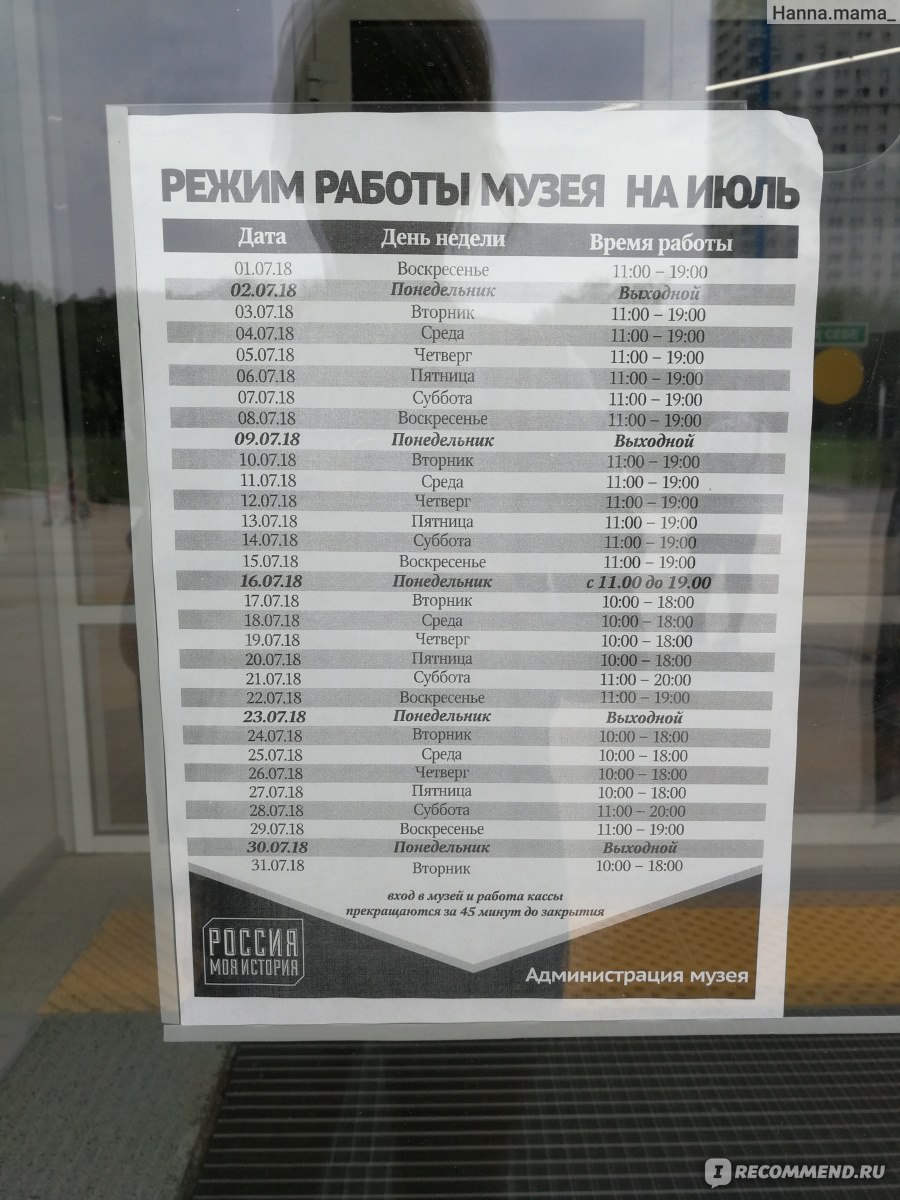 Hanna.mama_
РЕЖИМ РАБОТЫ МУЗЕЯ НА ИЮЛЬ
Дата День недели Время работы
01.07.18 Воскресенье 11:00 – 19:00
02.07.18 Понедельник Выходной
03.07.18 Вторник 11:00 – 19:00
04.07.18 Среда 11:00 – 19:00
05.07.18 Четверг 11:00 – 19:00
06.07.18 Пятница 11:00 – 19:00
07.07.18 Суббота 11:00 – 19:00
08.07.18 Воскресенье 11:00 – 19:00
09.07.18 Понедельник Выходной
10.07.18 Вторник 11:00 – 19:00
11.07.18 Среда 11:00 – 19:00
12.07.18 Четверг 11:00 – 19:00
13.07.18 Пятница 11:00 – 19:00
14.07.18 Суббота 11:00 – 19:00
15.07.18 Воскресенье 11:00 – 19:00
16.07.18 Понедельник с 11.00 до 19.00
17.07.18 Вторник 10:00 – 18:00
18.07.18 Среда 10:00 – 18:00
19.07.18 Четверг 10:00 – 18:00
20.07.18 Пятница 10:00 – 18:00
21.07.18 Суббота 11:00 – 20:00
22.07.18 Воскресенье 11:00 – 19:00
23.07.18 Понедельник Выходной
24.07.18 Вторник 10:00 – 18:00
25.07.18 Среда 10:00 – 18:00
26.07.18 Четверг 10:00 – 18:00
27.07.18 Пятница 10:00 – 18:00
28.07.18 Суббота 11:00 – 20:00
29.07.18 Воскресенье 11:00 – 19:00
30.07.18 Понедельник Выходной
31.07.18 Вторник 10:00 – 18:00
вход в музей и работа кассы
прекращаются за 45 минут до закрытия
РОССИЯ
МОЯ ИСТОРИЯ
Администрация музея
IRECOMMEND.RU